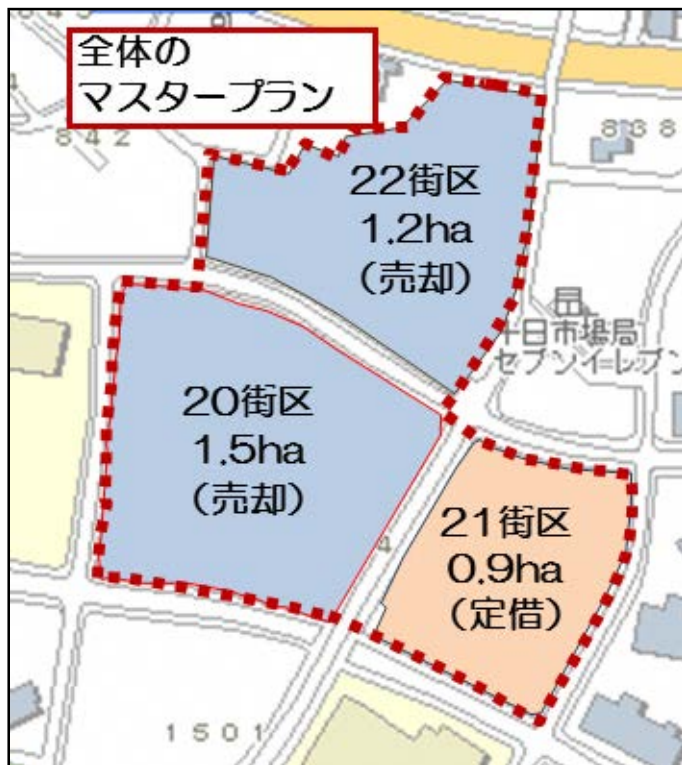 全体の
マスタープラン
842
838
22街区
1.2ha
(売却)
十日市場局
セブンイレブン
20街区
1.5ha
(売却)
21街区
0.9ha
(定借)
4
1501